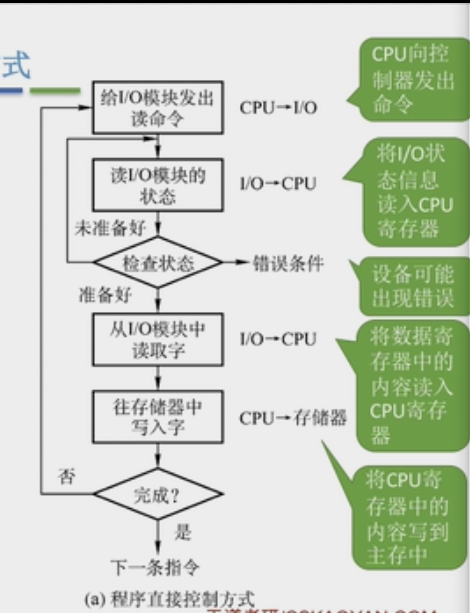 式
给I/O模块发出
读命令
CPU→I/O
CPU向控
制器发出
命令
读I/O模块的
状态
I/O→CPU
将I/O状
态信息
读入CPU
寄存器
未准备好
检查状态
错误条件
设备可能
出现错误
准备好
从I/O模块中
读取字
I/O→CPU
将数据寄
存器中的
内容读入
CPU寄存
器
往存储器中
写入字
CPU→存储器
将CPU寄
存器中的
内容写到
主存中
否
完成?
是
下一条指令
(a) 程序直接控制方式